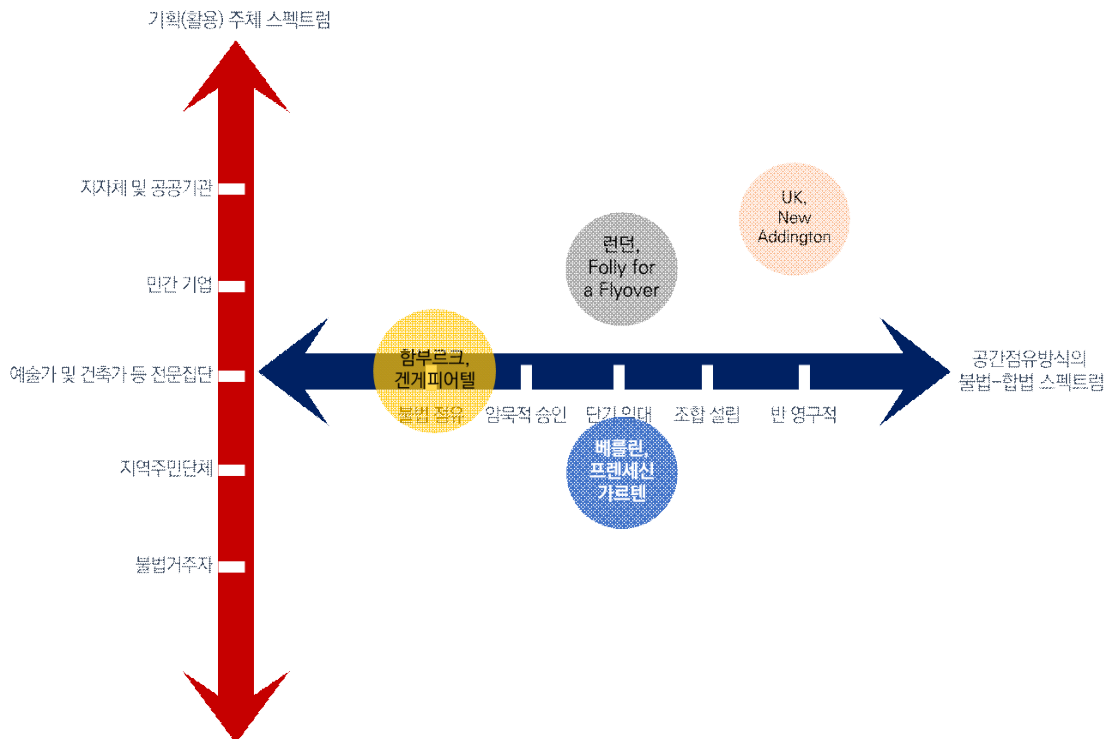 기획(활용) 주체 스펙트럼
지자체 및 공공기관
UK,
New
Addington
런던,
Folly for
a Flyover
민간 기업
함부르크,
겐게피어텔
예술가 및 건축가 등 전문집단
공간점유방식의
불법-합법 스펙트럼
불법 점유
암묵적 승인
단기 임대
조합 설립
반 영구적
베를린,
프렌세신
가르텐
지역주민단체
불법거주자